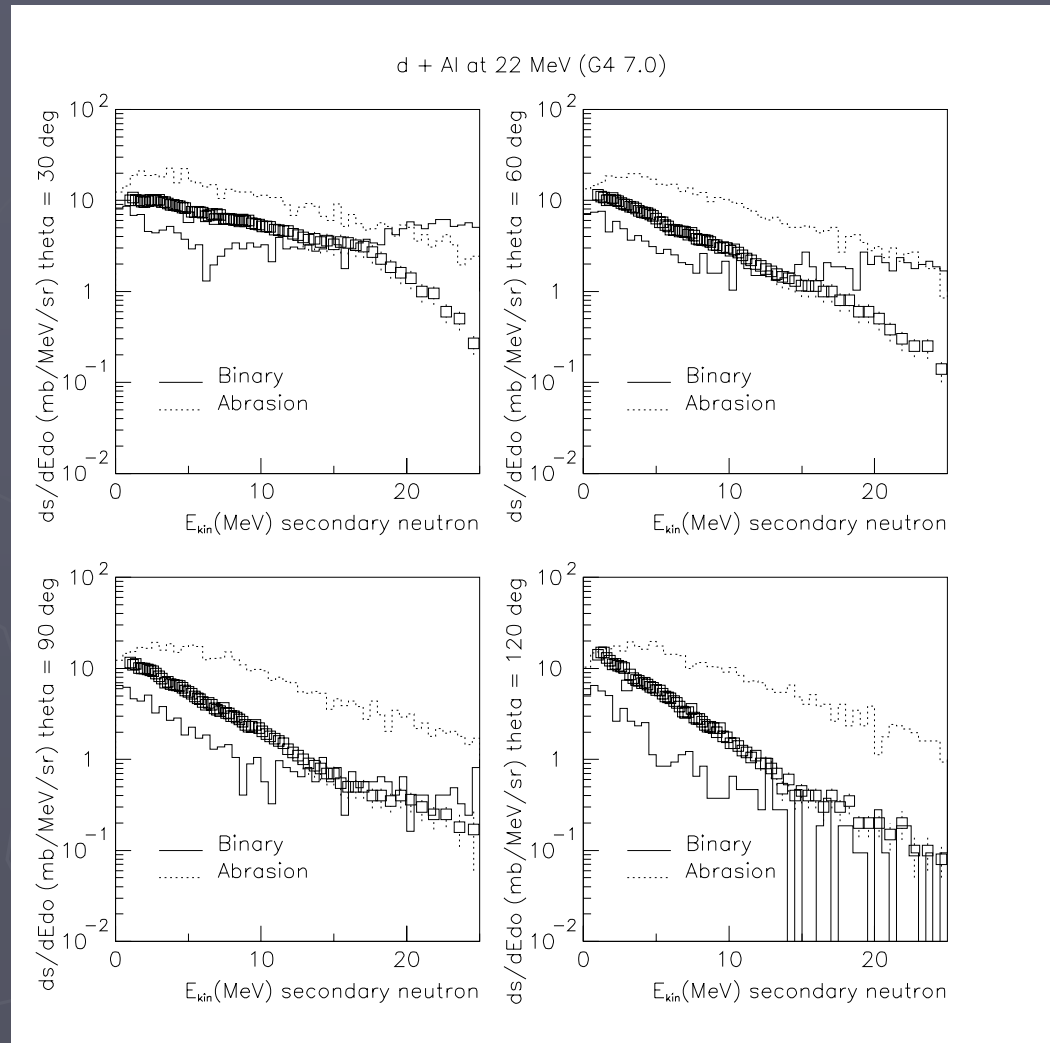 d + Al at 22 MeV (G4 7.0)
ds/dEdo (mb/MeV/sr) theta = 30 deg
10²
10
1
10⁻¹
10⁻²
Binary
Abrasion
0 10 20
Eₖᵢₙ(MeV) secondary neutron
ds/dEdo (mb/MeV/sr) theta = 60 deg
10²
10
1
10⁻¹
10⁻²
Binary
Abrasion
0 10 20
Eₖᵢₙ(MeV) secondary neutron
ds/dEdo (mb/MeV/sr) theta = 90 deg
10²
10
1
10⁻¹
10⁻²
Binary
Abrasion
0 10 20
Eₖᵢₙ(MeV) secondary neutron
ds/dEdo (mb/MeV/sr) theta = 120 deg
10²
10
1
10⁻¹
10⁻²
Binary
Abrasion
0 10 20
Eₖᵢₙ(MeV) secondary neutron